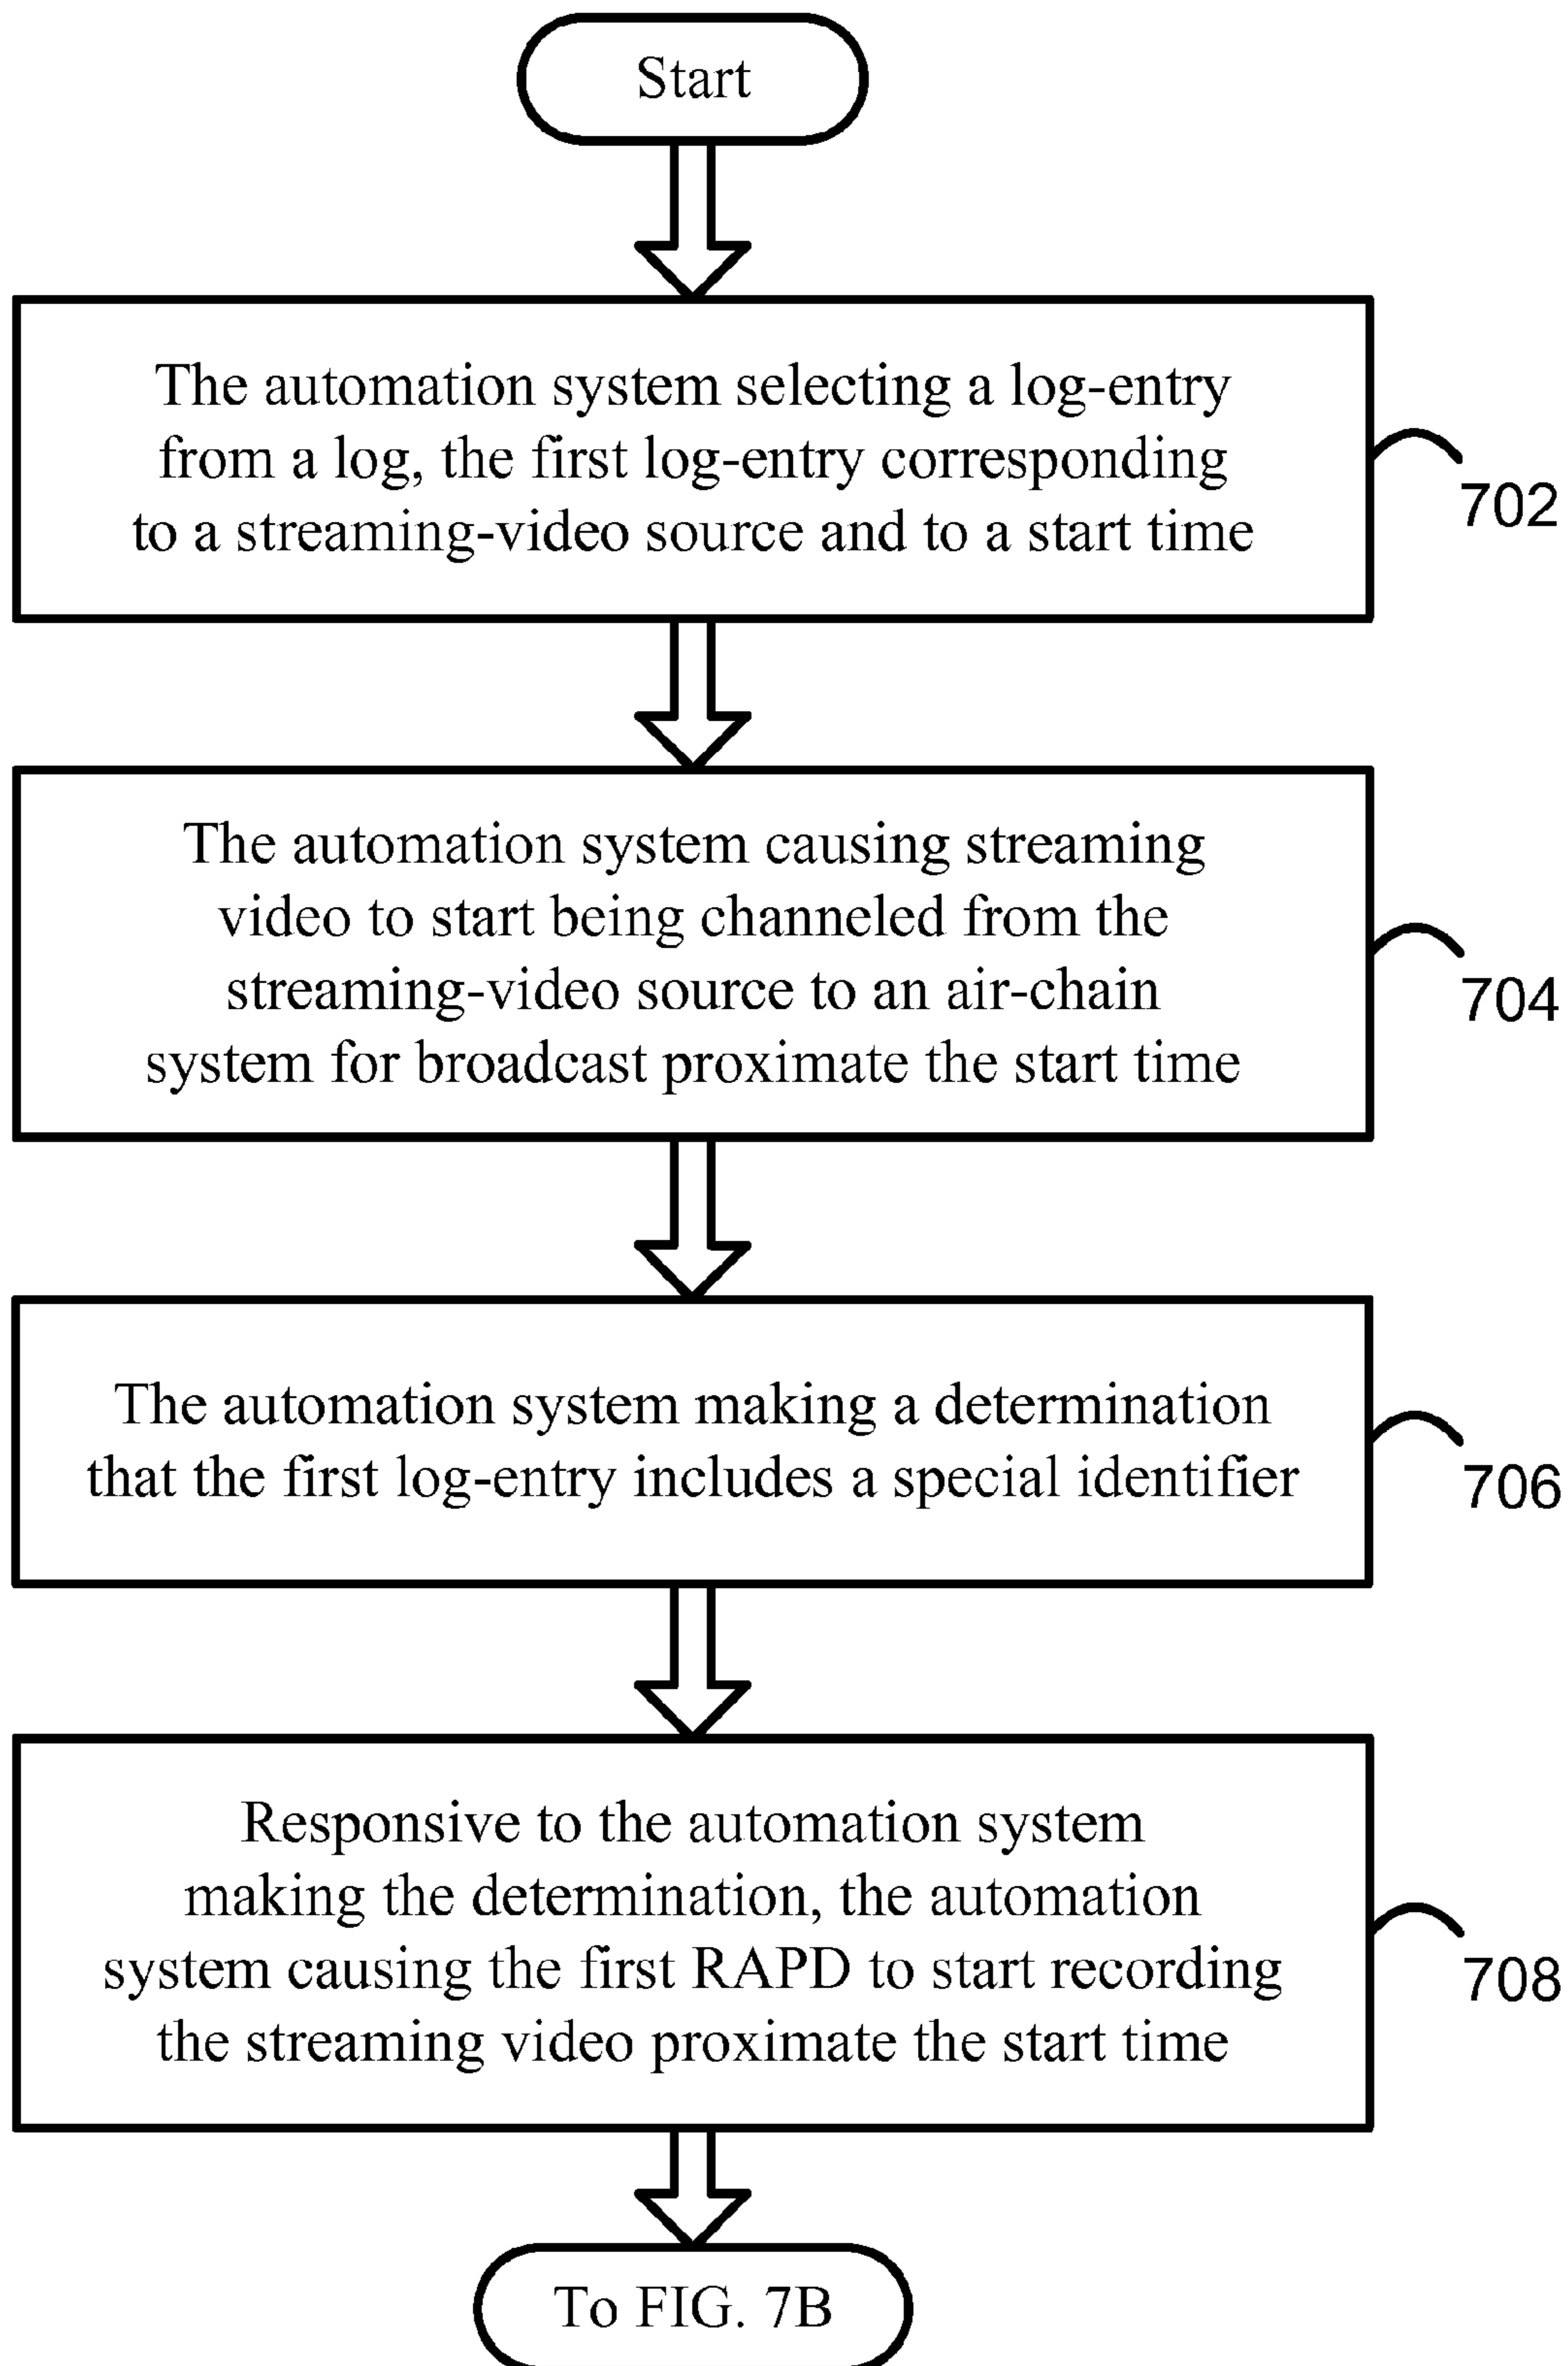 Start
The automation system selecting a log-entry
from a log, the first log-entry corresponding
to a streaming-video source and to a start time
702
The automation system causing streaming
video to start being channeled from the
streaming-video source to an air-chain
system for broadcast proximate the start time
704
The automation system making a determination
that the first log-entry includes a special identifier
706
Responsive to the automation system
making the determination, the automation
system causing the first RAPD to start recording
the streaming video proximate the start time
708
To FIG. 7B